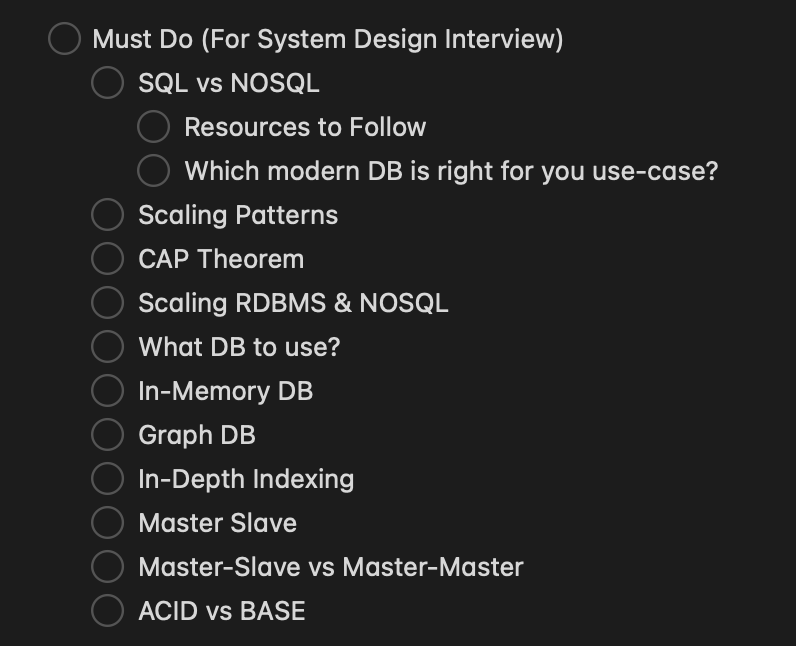 Must Do (For System Design Interview)
SQL vs NOSQL
Resources to Follow
Which modern DB is right for you use-case?
Scaling Patterns
CAP Theorem
Scaling RDBMS & NOSQL
What DB to use?
In-Memory DB
Graph DB
In-Depth Indexing
Master Slave
Master-Slave vs Master-Master
ACID vs BASE